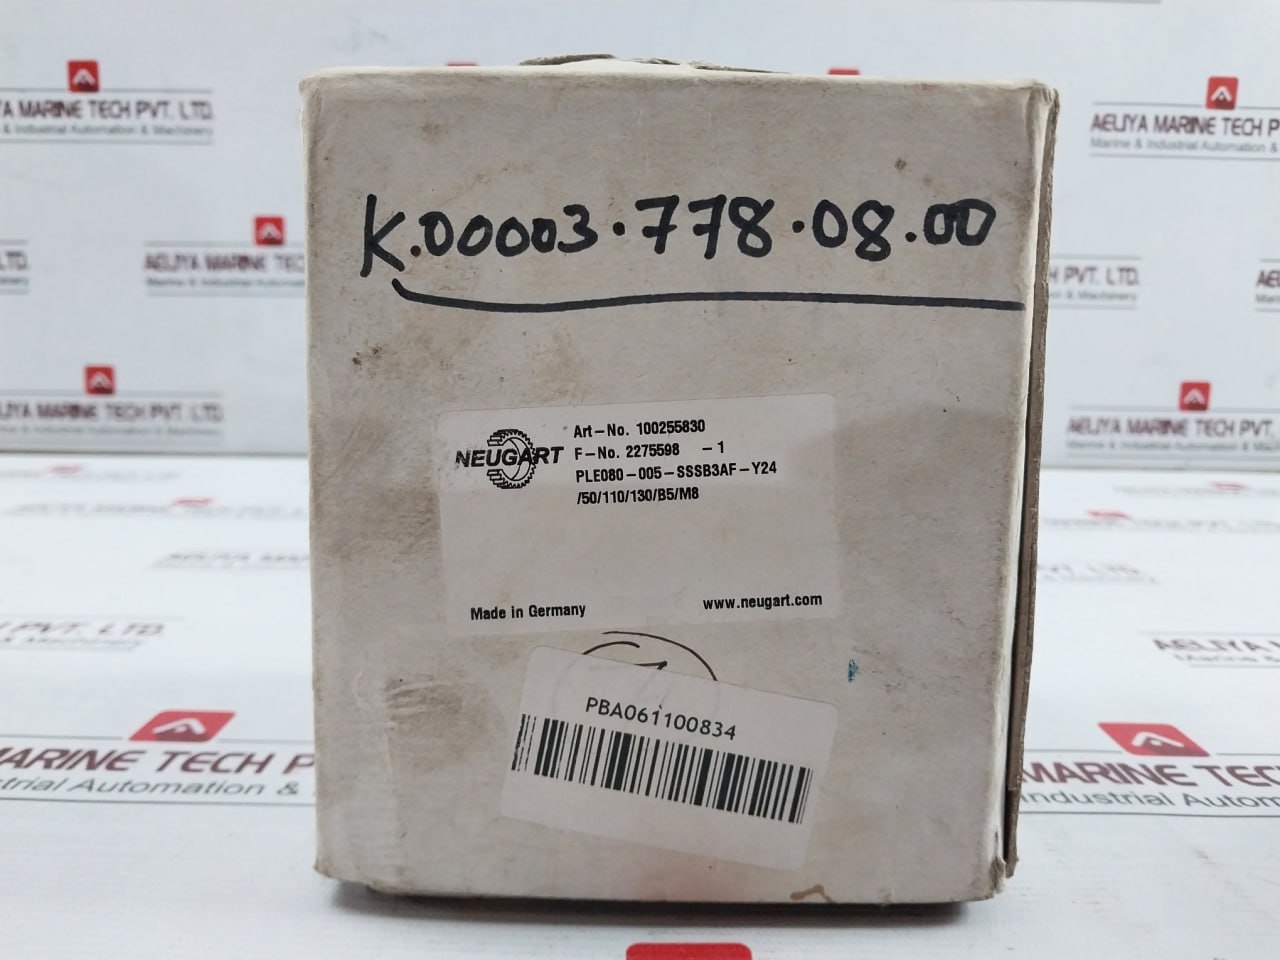 K.00003.778.08.00
NEUGART
Art-No. 100255830
F-No. 2275598 -1
PLE080-005-SSSB3AF-Y24
/50/110/130/B5/M8
Made in Germany
www.neugart.com
PBA061100834
AELIYA MARINE TECH PVT. LTD.
Marine & Industrial Automation & Machinery